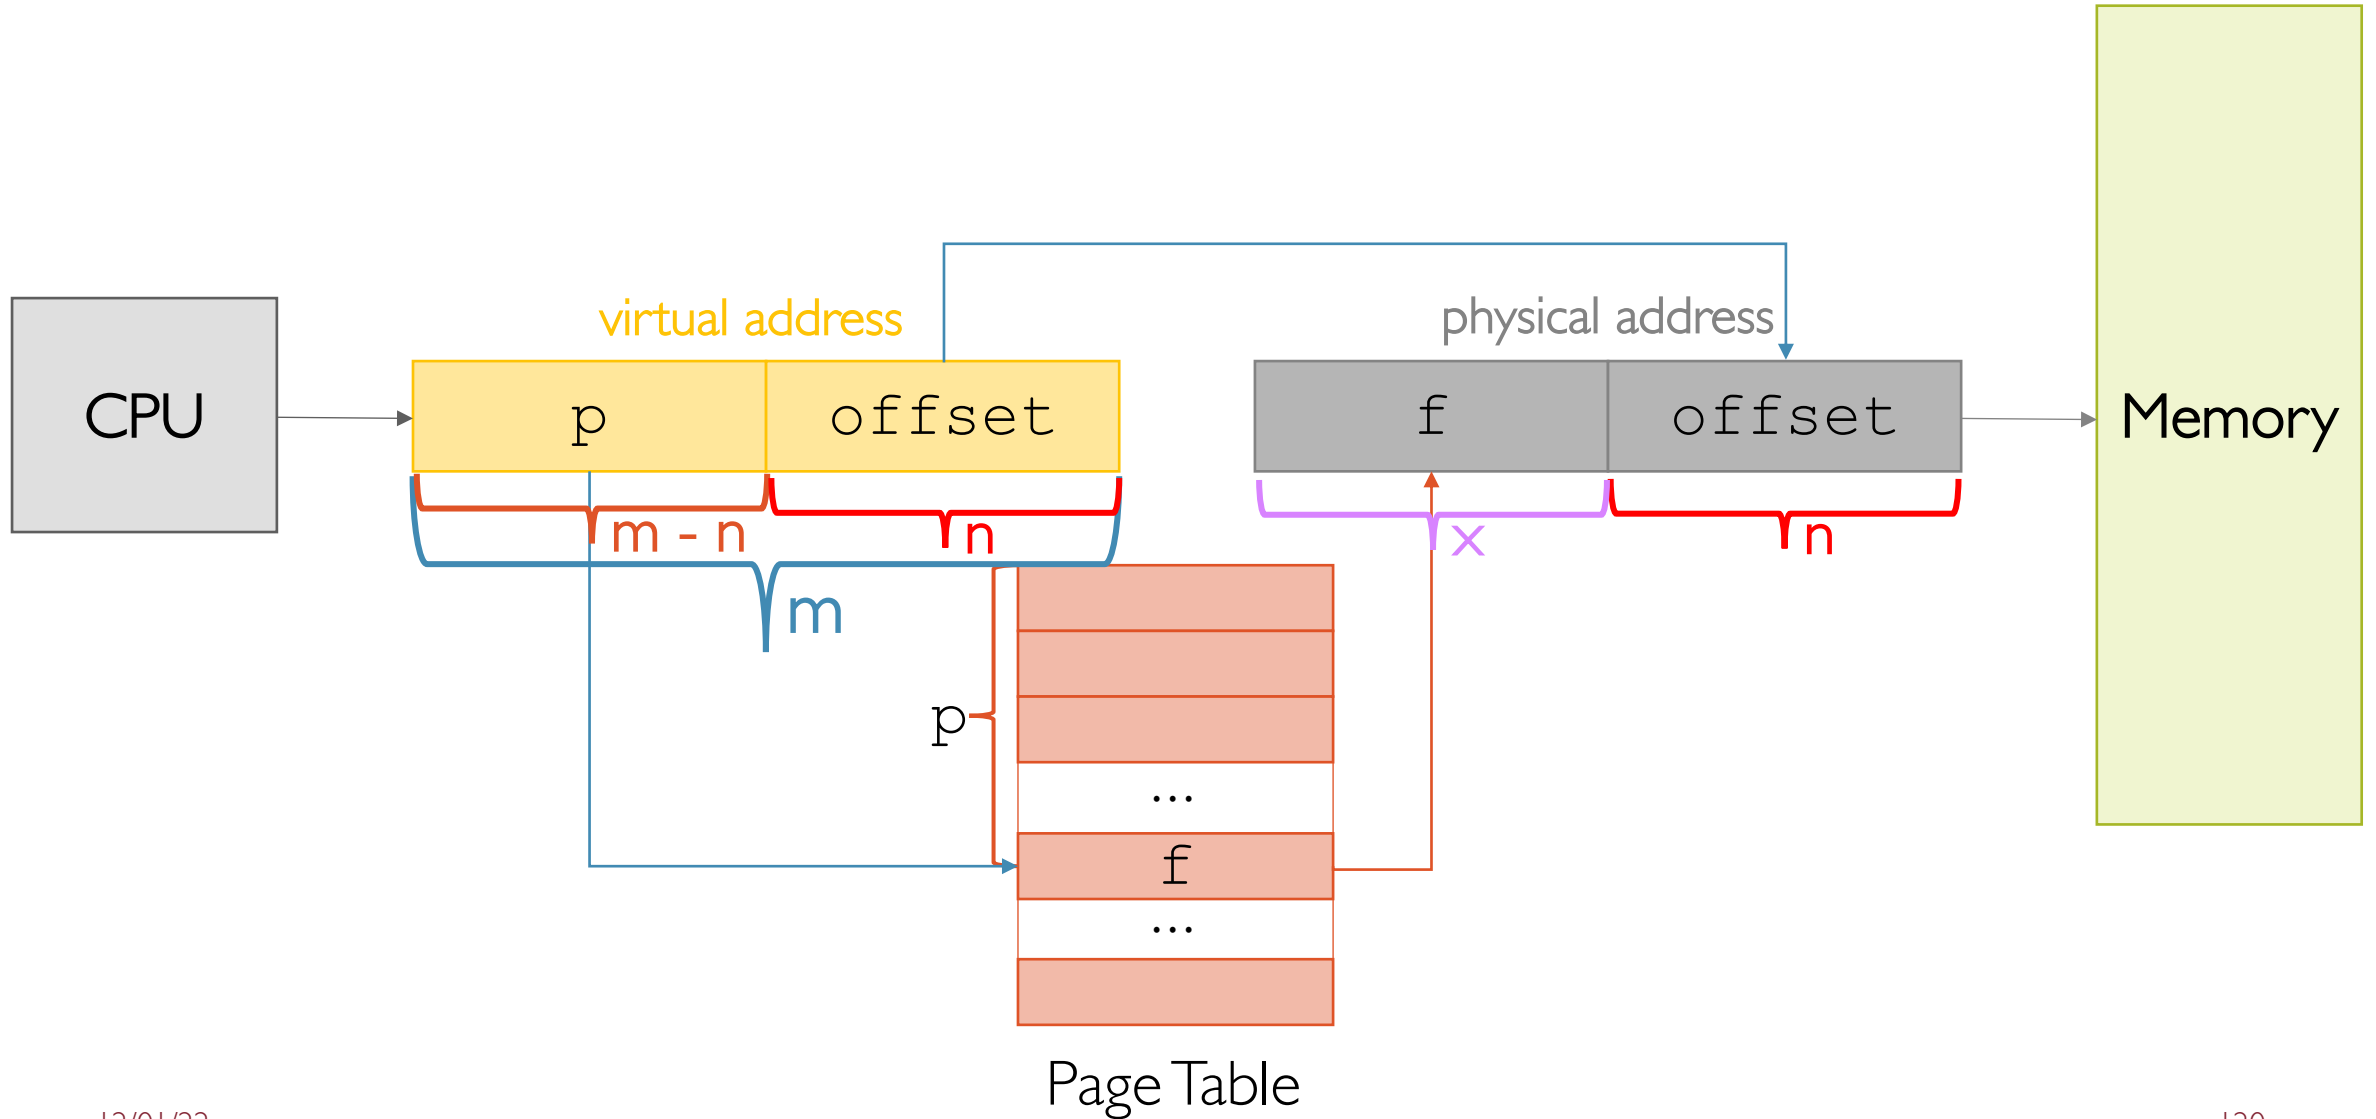 virtual address
physical address
CPU
p
offset
f
offset
Memory
m - n
n
x
n
m
p
...
f
...
Page Table